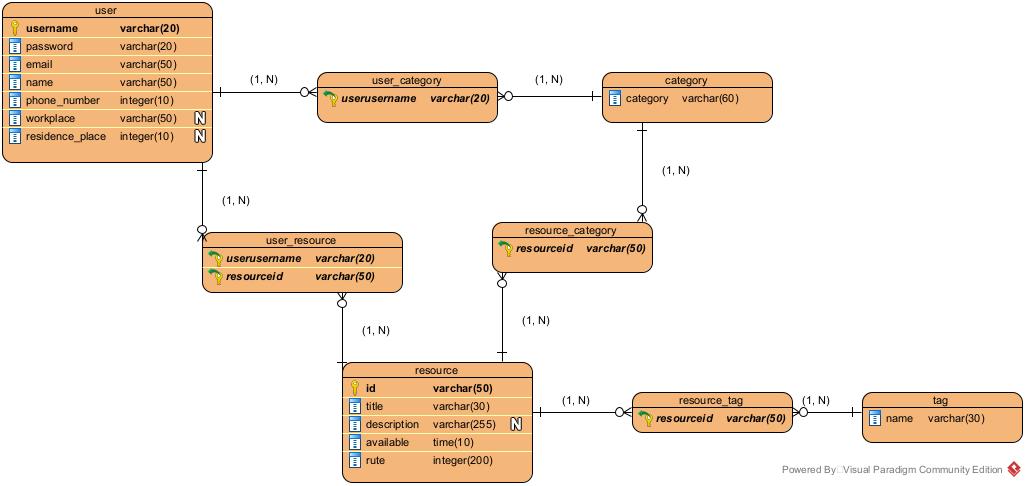 user
username varchar(20)
password varchar(20)
email varchar(50)
name varchar(50)
phone_number integer(10)
workplace varchar(50) N
residence_place integer(10) N
(1, N)
user_category
userusername varchar(20)
(1, N)
category
category varchar(60)
(1, N)
(1, N)
user_resource
userusername varchar(20)
resourceid varchar(50)
resource_category
resourceid varchar(50)
(1, N)
(1, N)
resource
id varchar(50)
title varchar(30)
description varchar(255) N
available time(10)
rute integer(200)
(1, N)
resource_tag
resourceid varchar(50)
(1, N)
tag
name varchar(30)
Powered By Visual Paradigm Community Edition